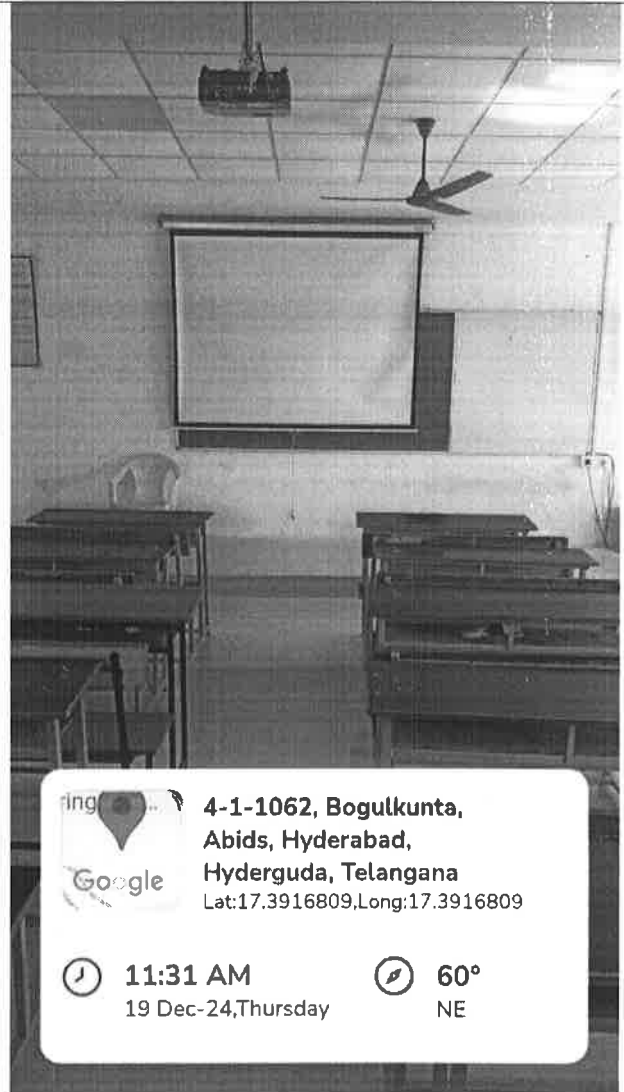 ring ...
Google
4-1-1062, Bogulkunta,
Abids, Hyderabad,
Hyderguda, Telangana
Lat:17.3916809,Long:17.3916809
11:31 AM
19 Dec-24,Thursday
60°
NE